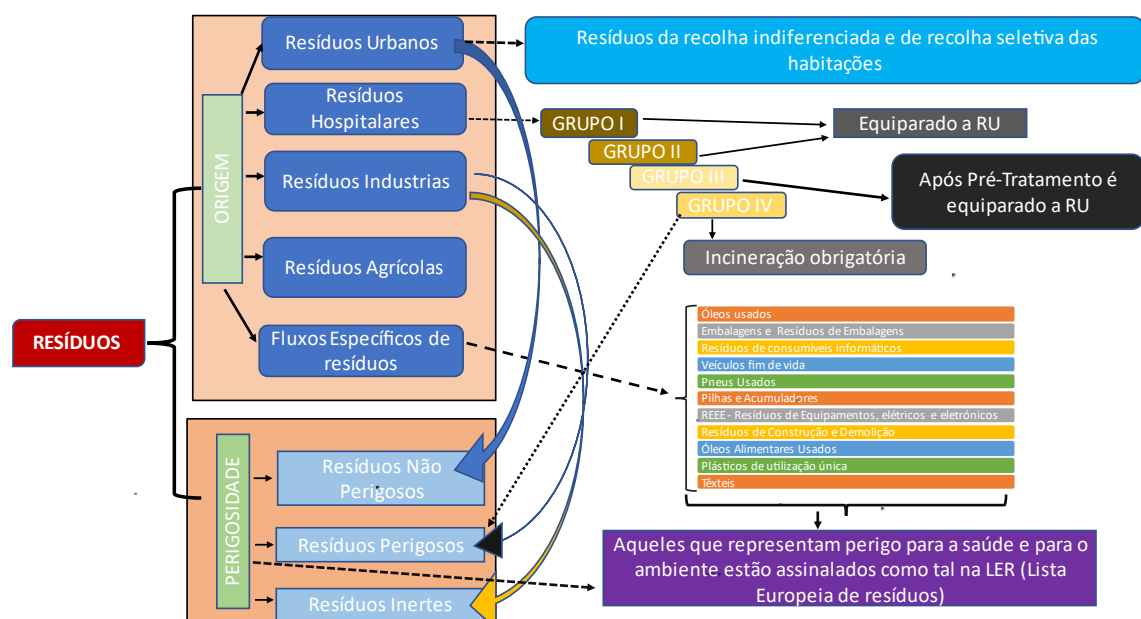 RESÍDUOS
ORIGEM
Resíduos Urbanos
Resíduos
Hospitalares
Resíduos Industrias
Resíduos Agrícolas
Fluxos Específicos de
resíduos
Resíduos da recolha indiferenciada e de recolha seletiva das
habitações
GRUPO I
GRUPO II
GRUPO III
GRUPO IV
Equiparado a RU
Após Pré-Tratamento é
equiparado a RU
Incineração obrigatória
Óleos usados
Embalagens e Resíduos de Embalagens
Resíduos de consumíveis informáticos
Veículos fim de vida
Pneus Usados
Pilhas e Acumuladores
REEE- Resíduos de Equipamentos, elétricos e eletrónicos
Resíduos de Construção e Demolição
Óleos Alimentares Usados
Plásticos de utilização única
Têxteis
PERIGOSIDADE
Resíduos Não
Perigosos
Resíduos Perigosos
Resíduos Inertes
Aqueles que representam perigo para a saúde e para o
ambiente estão assinalados como tal na LER (Lista
Europeia de resíduos)